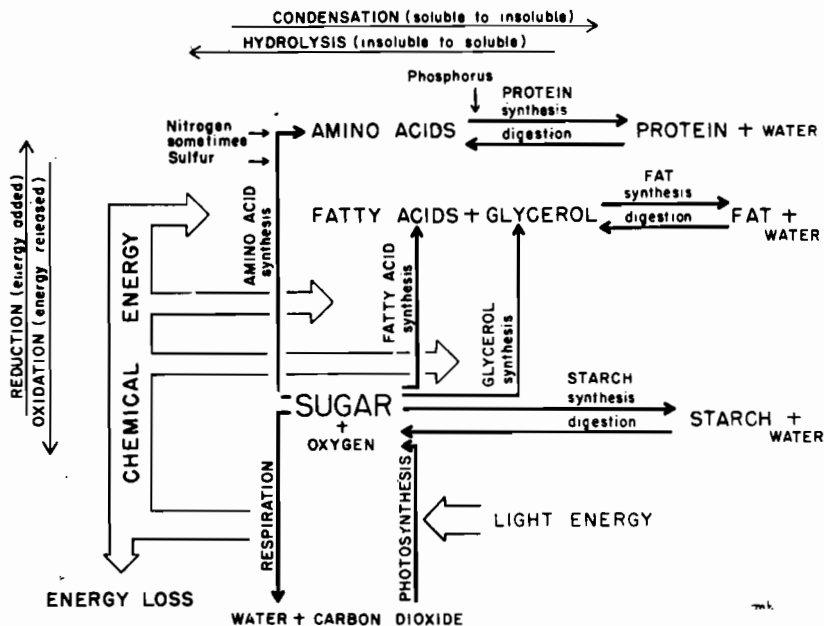 CONDENSATION (soluble to insoluble)
HYDROLYSIS (insoluble to soluble)
Phosphorus
PROTEIN
synthesis
digestion
Nitrogen
sometimes
Sulfur
AMINO ACIDS
PROTEIN + WATER
REDUCTION (energy added)
OXIDATION (energy released)
AMINO ACID
synthesis
FAT
synthesis
digestion
FATTY ACIDS + GLYCEROL
FAT +
WATER
CHEMICAL ENERGY
FATTY ACID
synthesis
GLYCEROL
synthesis
SUGAR
+
OXYGEN
STARCH
synthesis
digestion
STARCH +
WATER
RESPIRATION
PHOTOSYNTHESIS
LIGHT ENERGY
ENERGY LOSS
WATER + CARBON DIOXIDE